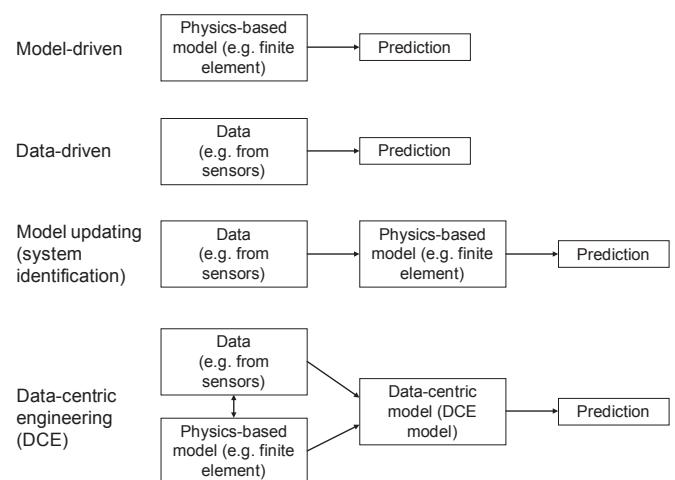 Model-driven
Physics-based
model (e.g. finite
element)
Prediction
Data-driven
Data
(e.g. from
sensors)
Prediction
Model updating
(system
identification)
Data
(e.g. from
sensors)
Physics-based
model (e.g. finite
element)
Prediction
Data-centric
engineering
(DCE)
Data
(e.g. from
sensors)
Physics-based
model (e.g. finite
element)
Data-centric
model (DCE
model)
Prediction